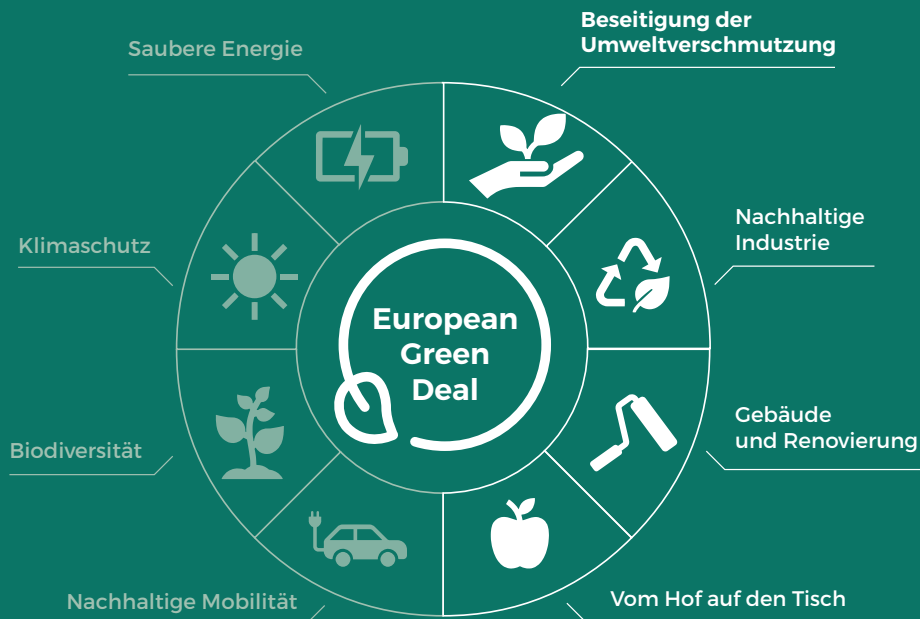 Beseitigung der
Umweltverschmutzung
Saubere Energie
Nachhaltige
Industrie
Klimaschutz
European
Green
Deal
Gebäude
und Renovierung
Biodiversität
Vom Hof auf den Tisch
Nachhaltige Mobilität